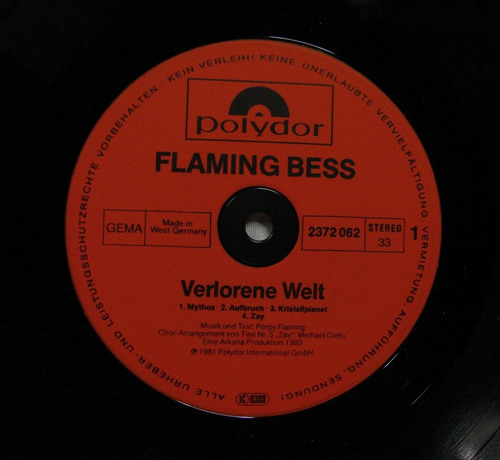 ALLE URHEBER- UND LEISTUNGSSCHUTZRECHTE VORBEHALTEN - KEIN VERLEIH! KEINE UNERLAUBTE VERVIELFÄLTIGUNG, VERMIETUNG, AUFFÜHRUNG, SENDUNG!
polydor
FLAMING BESS
GEMA
Made in
West Germany
2372 062
STEREO
33
1
Verlorene Welt
1. Mythos · 2. Aufbruch · 3. Kristallplanet
4. Zay
Musik und Text: Porgy Flaming
Chor-Arrangement von Titel Nr. 5 „Zay": Michael Cretu
Eine Arkana Produktion 1980
℗ 1981 Polydor International GmbH
LC 0309